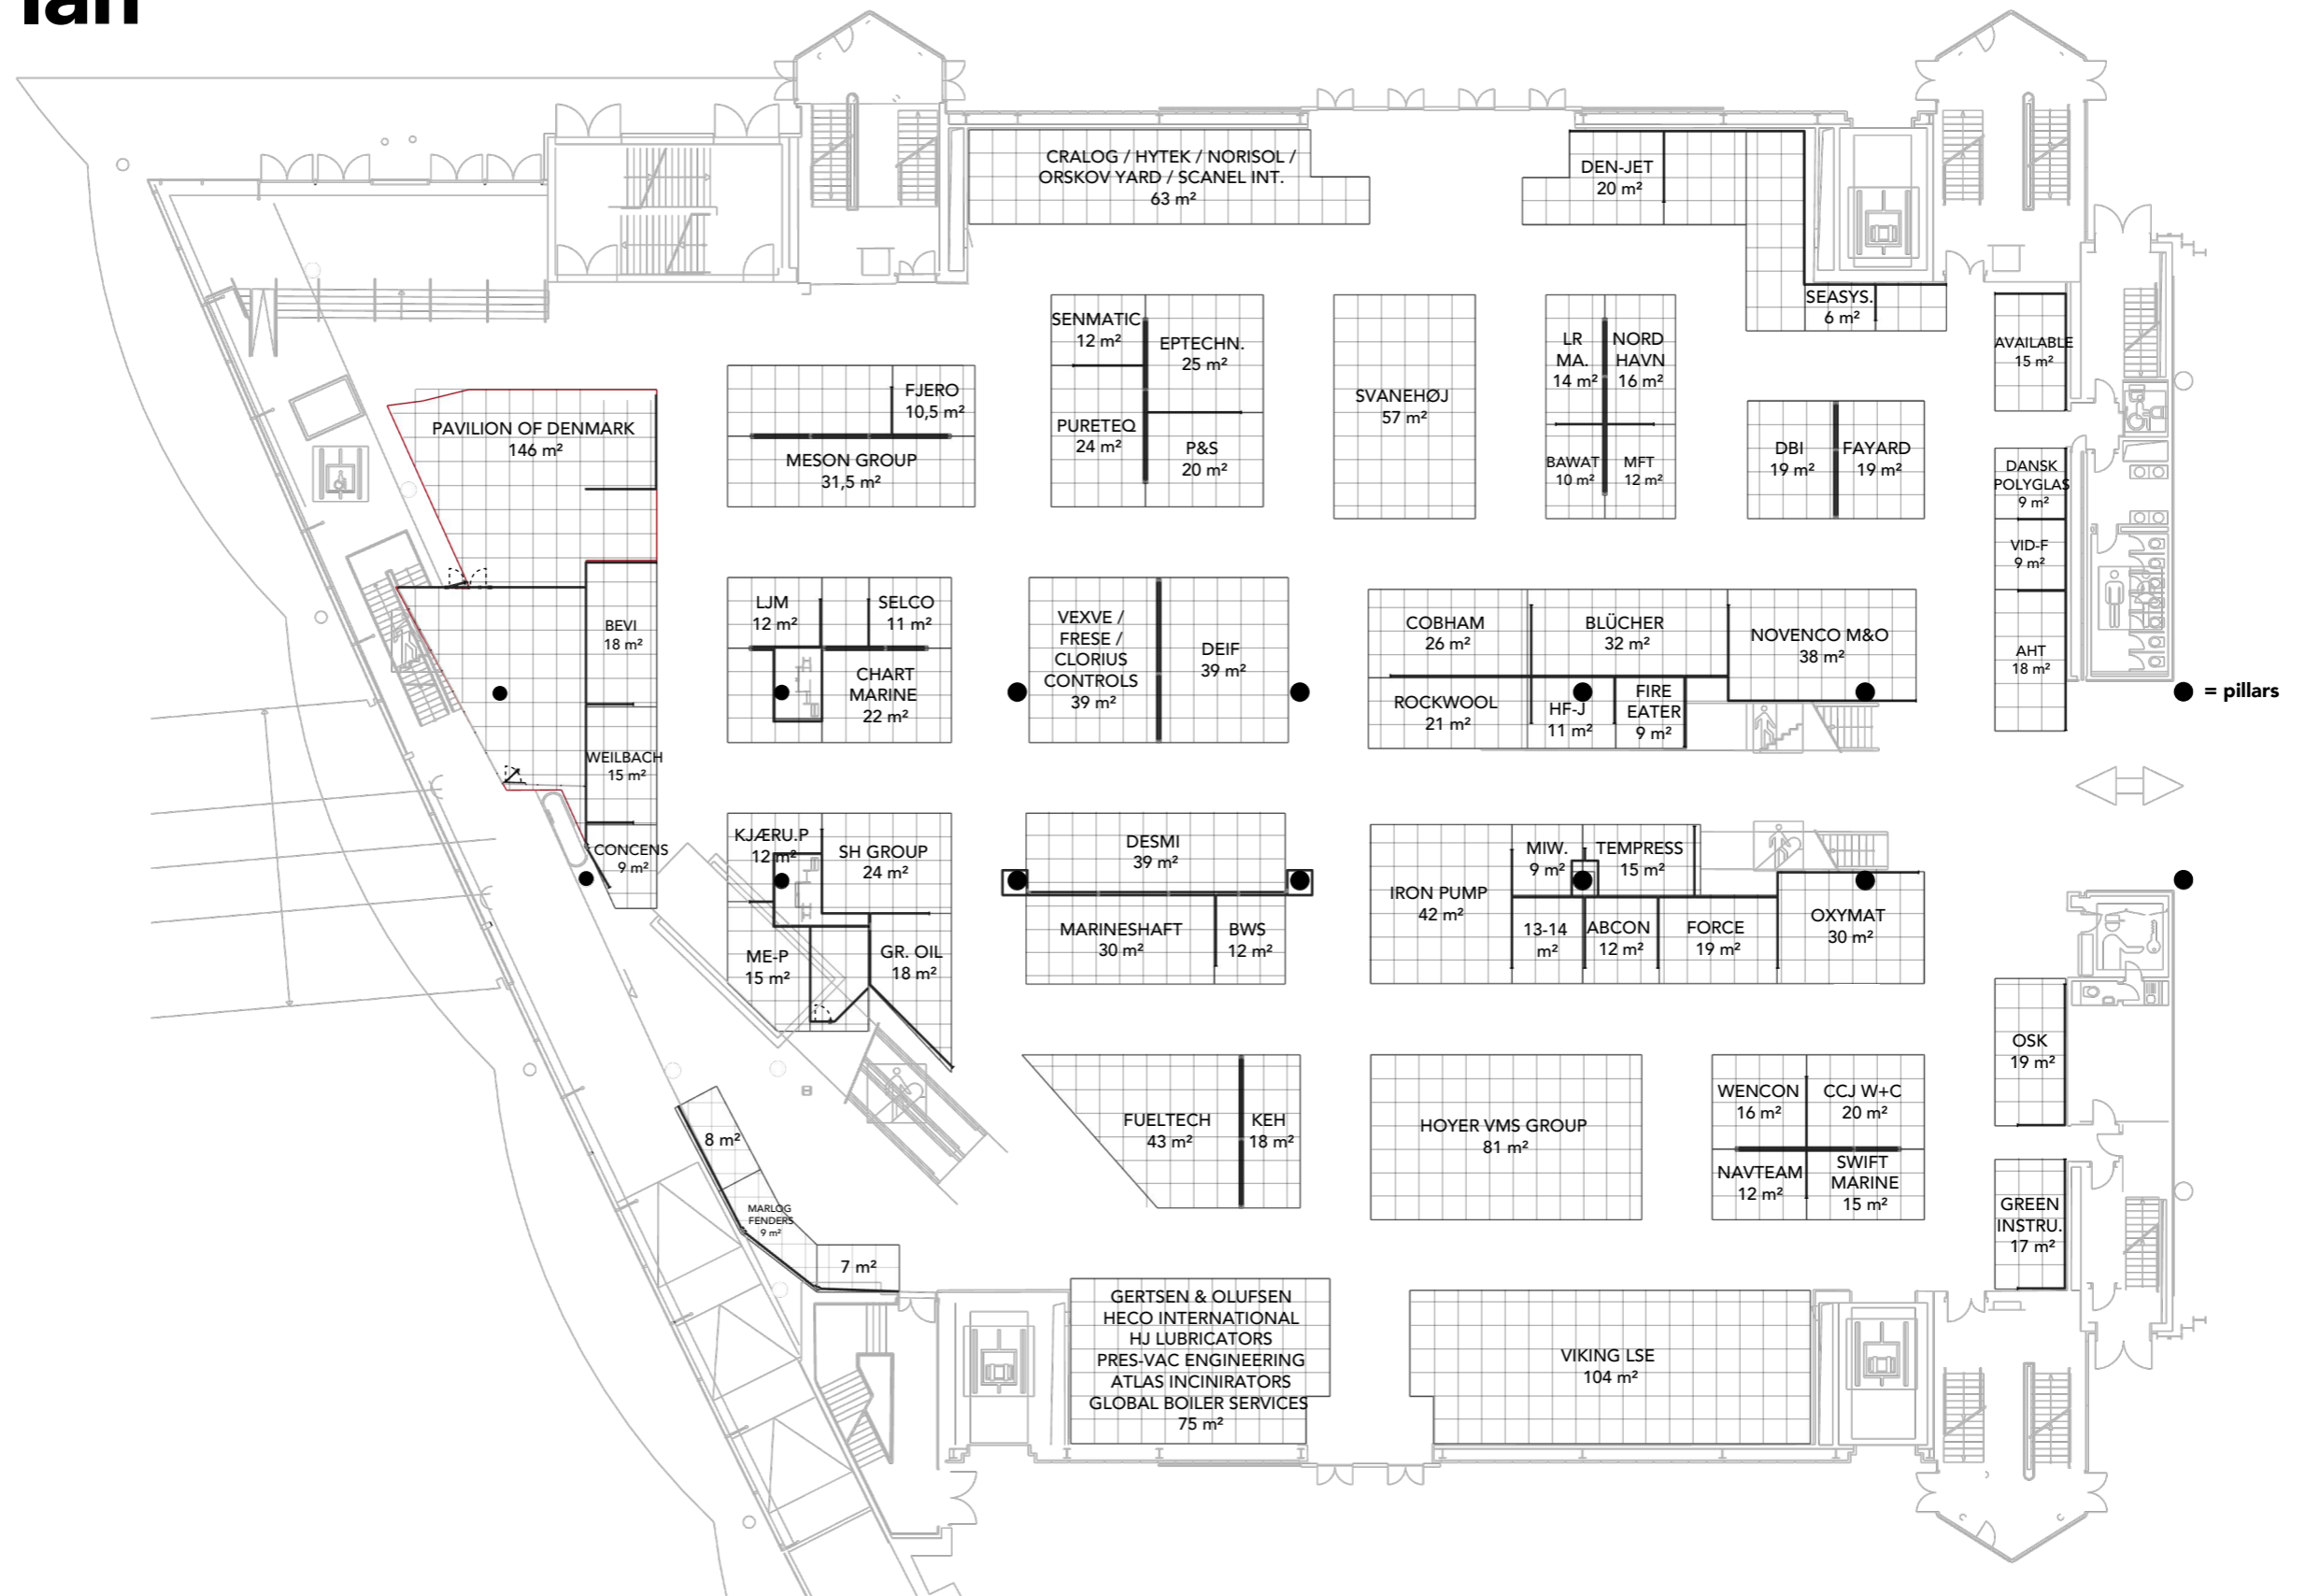 CRALOG / HYTEK / NORISOL /
ORSKOV YARD / SCANEL INT.
63 m²
DEN-JET
20 m²
SEASYS.
6 m²
AVAILABLE
15 m²
SENMATIC
12 m²
EPTECHN.
25 m²
PURETEQ
24 m²
P&S
20 m²
SVANEHØJ
57 m²
LR
MA.
14 m²
NORD
HAVN
16 m²
BAWAT
10 m²
MFT
12 m²
DBI
19 m²
FAYARD
19 m²
DANSK
POLYGLAS
9 m²
VID-F
9 m²
AHT
18 m²
FJERO
10,5 m²
MESON GROUP
31,5 m²
PAVILION OF DENMARK
146 m²
BEVI
18 m²
WEILBACH
15 m²
CONCENS
9 m²
LJM
12 m²
SELCO
11 m²
CHART
MARINE
22 m²
VEXVE /
FRESE /
CLORIUS
CONTROLS
39 m²
DEIF
39 m²
COBHAM
26 m²
BLÜCHER
32 m²
NOVENCO M&O
38 m²
ROCKWOOL
21 m²
HF-J
11 m²
FIRE
EATER
9 m²
= pillars
KJÆRU.P
12 m²
SH GROUP
24 m²
ME-P
15 m²
GR. OIL
18 m²
DESMI
39 m²
MARINESHAFT
30 m²
BWS
12 m²
IRON PUMP
42 m²
MIW.
9 m²
TEMPRESS
15 m²
13-14
m²
ABCON
12 m²
FORCE
19 m²
OXYMAT
30 m²
OSK
19 m²
GREEN
INSTRU.
17 m²
FUELTECH
43 m²
KEH
18 m²
HOYER VMS GROUP
81 m²
WENCON
16 m²
CCJ W+C
20 m²
NAVTEAM
12 m²
SWIFT
MARINE
15 m²
8 m²
MARLOG
FENDERS
9 m²
7 m²
GERTSEN & OLUFSEN
HECO INTERNATIONAL
HJ LUBRICATORS
PRES-VAC ENGINEERING
ATLAS INCINIRATORS
GLOBAL BOILER SERVICES
75 m²
VIKING LSE
104 m²